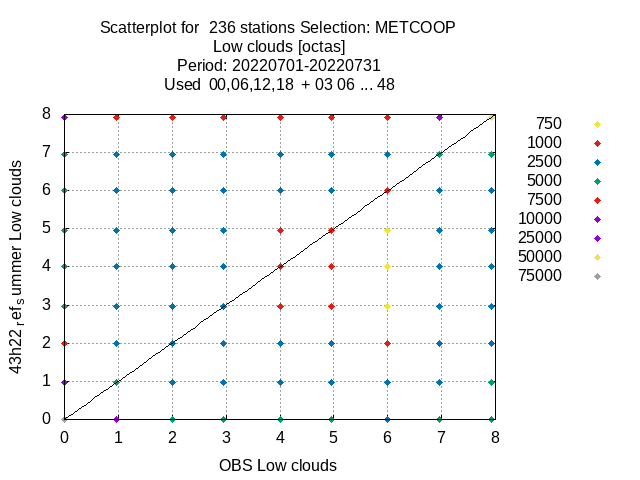 Scatterplot for  236 stations Selection: METCOOP
Low clouds [octas]
Period: 20220701-20220731
Used  00,06,12,18  + 03 06 ... 48
8
7
6
5
4
3
2
1
0
43h22refsummer Low clouds
0 1 2 3 4 5 6 7 8
OBS Low clouds
750
1000
2500
5000
7500
10000
25000
50000
75000